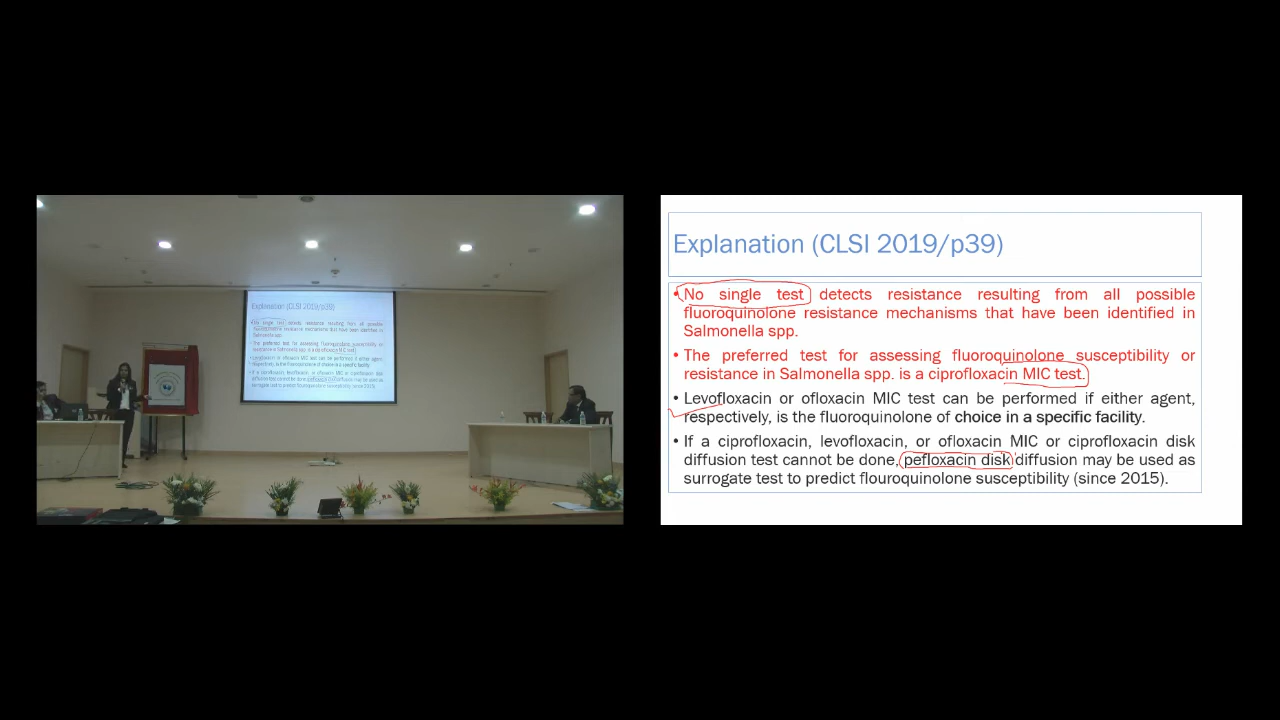 Explanation (CLSI 2019/p39)
• No single test detects resistance resulting from all possible
fluoroquinolone resistance mechanisms that have been identified in
Salmonella spp.
• The preferred test for assessing fluoroquinolone susceptibility or
resistance in Salmonella spp. is a ciprofloxacin MIC test.
• Levofloxacin or ofloxacin MIC test can be performed if either agent,
respectively, is the fluoroquinolone of choice in a specific facility.
• If a ciprofloxacin, levofloxacin, or ofloxacin MIC or ciprofloxacin disk
diffusion test cannot be done, pefloxacin disk diffusion may be used as
surrogate test to predict flouroquinolone susceptibility (since 2015).